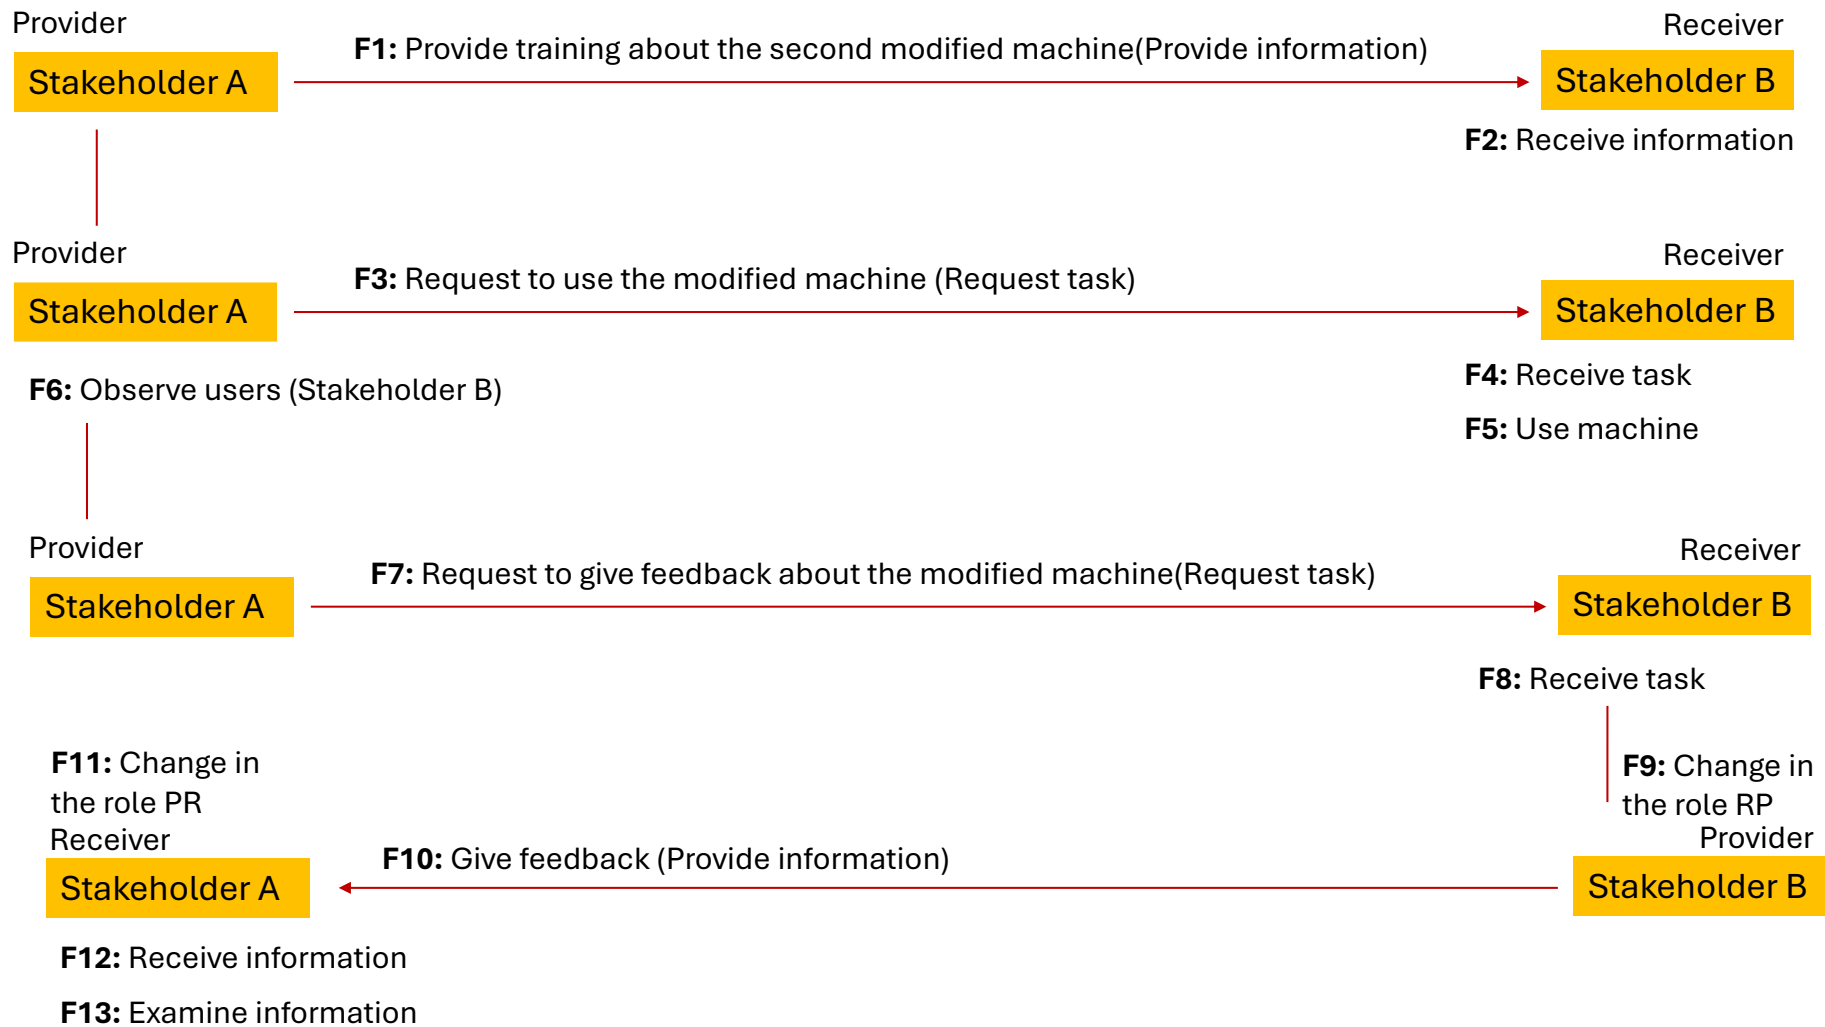 Provider
Receiver
F1: Provide training about the second modified machine(Provide information)
Stakeholder A
Stakeholder B
F2: Receive information
Provider
Receiver
F3: Request to use the modified machine (Request task)
Stakeholder A
Stakeholder B
F6: Observe users (Stakeholder B)
F4: Receive task
F5: Use machine
Provider
Receiver
F7: Request to give feedback about the modified machine(Request task)
Stakeholder A
Stakeholder B
F8: Receive task
F11: Change in
the role PR
F9: Change in
the role RP
Receiver
Provider
F10: Give feedback (Provide information)
Stakeholder A
Stakeholder B
F12: Receive information
F13: Examine information